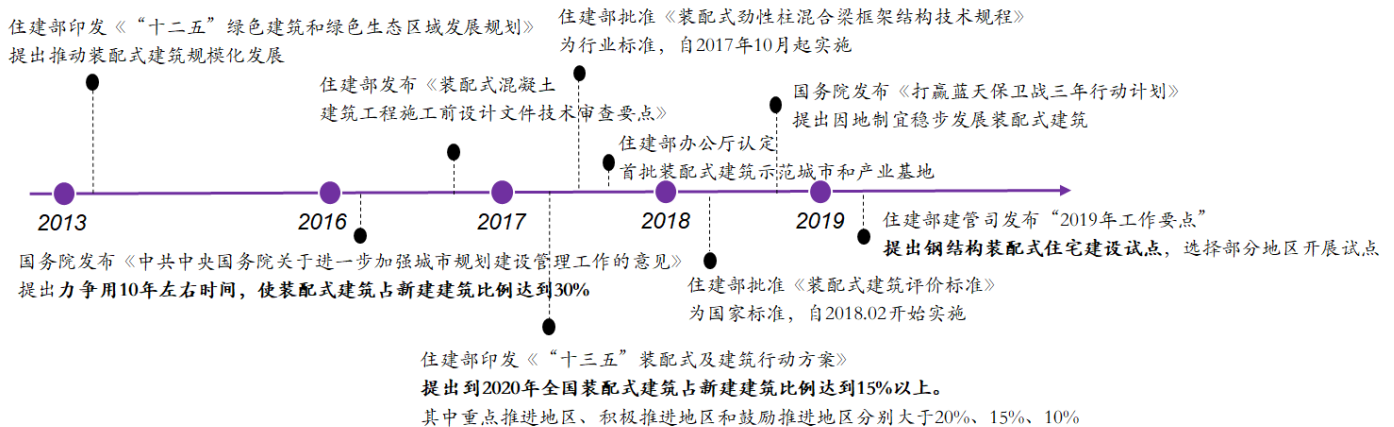 住建部印发《“十二五”绿色建筑和绿色生态区域发展规划》
提出推动装配式建筑规模化发展
住建部发布《装配式混凝土
建筑工程施工前设计文件技术审查要点》
住建部批准《装配式劲性柱混合梁框架结构技术规程》
为行业标准，自2017年10月起实施
住建部办公厅认定
首批装配式建筑示范城市和产业基地
国务院发布《打赢蓝天保卫战三年行动计划》
提出因地制宜稳步发展装配式建筑
2013
2016
2017
2018
2019
国务院发布《中共中央国务院关于进一步加强城市规划建设管理工作的意见》
提出力争用10年左右时间，使装配式建筑占新建建筑比例达到30%
住建部印发《“十三五”装配式及建筑行动方案》
提出到2020年全国装配式建筑占新建建筑比例达到15%以上。
其中重点推进地区、积极推进地区和鼓励推进地区分别大于20%、15%、10%
住建部批准《装配式建筑评价标准》
为国家标准，自2018.02开始实施
住建部建管司发布“2019年工作要点”
提出钢结构装配式住宅建设试点，选择部分地区开展试点